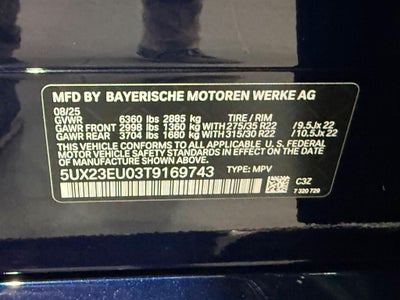 MFD BY BAYERISCHE MOTOREN WERKE AG
08/25
GVWR 6360 lbs 2885 kg TIRE / RIM
GAWR FRONT 2998 lbs 1360 kg WITH 275/35 R22 / 9.5Jx 22
GAWR REAR 3704 lbs 1680 kg WITH 315/30 R22 / 10.5Jx 22
THIS VEHICLE CONFORMS TO ALL APPLICABLE U.S. FEDERAL
MOTOR VEHICLE SAFETY STANDARDS IN EFFECT ON THE
DATE OF MANUFACTURE SHOWN ABOVE.
5UX23EU03T9169743 TYPE: MPV
C3Z
7 320 729